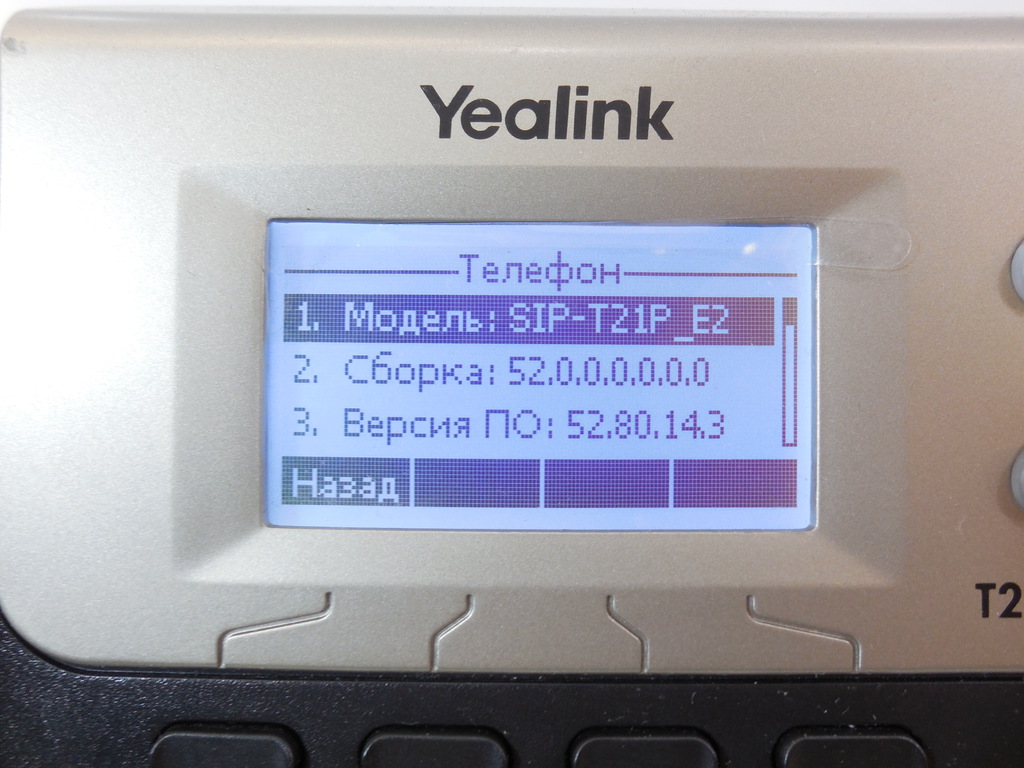 Yealink
Телефон
1. Модель: SIP-T21P_E2
2. Сборка: 52.0.0.0.0.0.0
3. Версия ПО: 52.80.14.3
Назад
T2